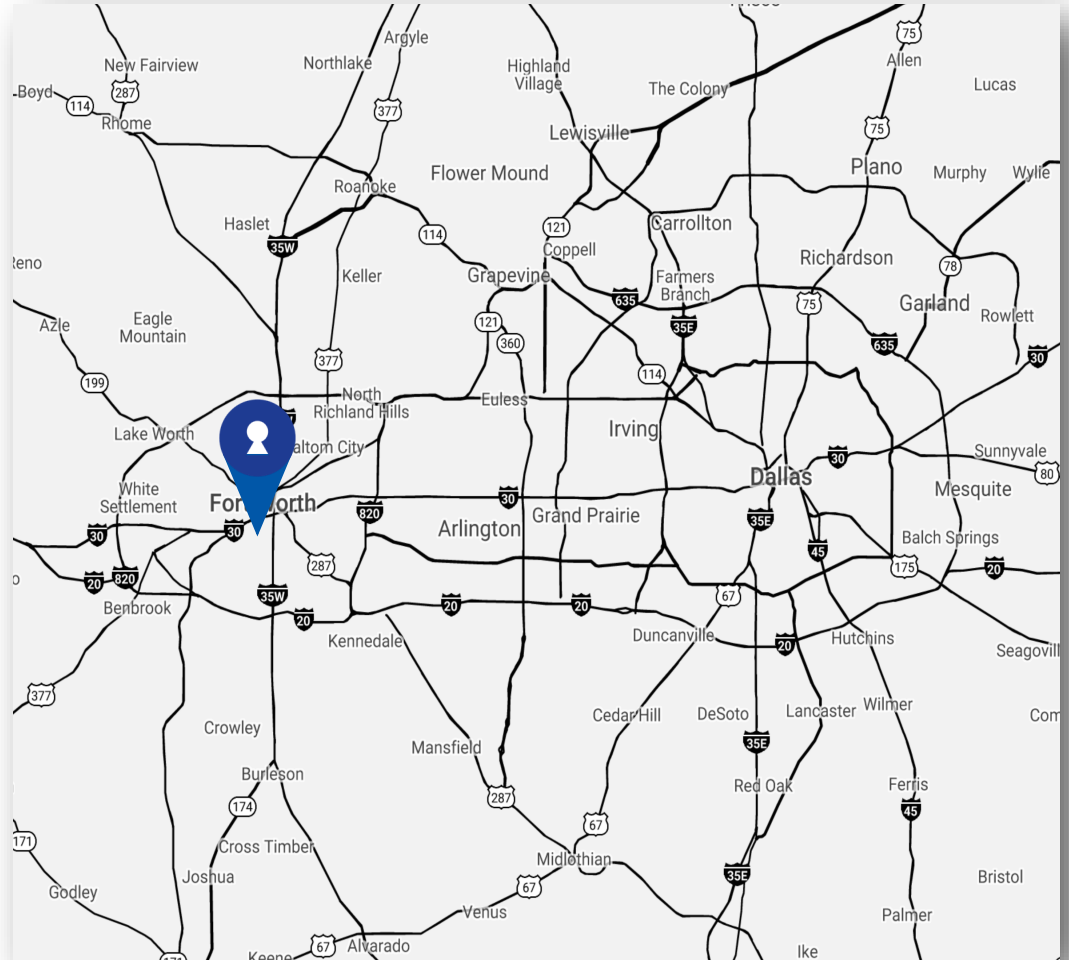 Argyle
75
New Fairview
Northlake
Highland
Village
Allen
287
Boyd
114
377
The Colony
Lucas
Rhome
75
Lewisville
Flower Mound
Plano
Murphy
Wylie
Roanoke
Haslet
35W
114
121
Carrollton
Coppell
Richardson
78
Keller
Grapevine
Farmers
Branch
635
75
Garland
Rowlett
Azle
Eagle
Mountain
121
360
35E
635
30
377
199
114
North
Richland Hills
Euless
Lake Worth
Irving
altom City
30
Sunnyvale
80
Dallas
White
Settlement
Mesquite
30
820
Arlington
Grand Prairie
35E
30
30
45
Balch Springs
287
175
20
20
820
35W
67
Benbrook
20
20
20
Kennedale
Duncanville
20
Hutchins
Seagovill
377
Crowley
Cedar Hill
DeSoto
Lancaster
Wilmer
Com
Mansfield
35E
Burleson
Red Oak
Ferris
287
174
45
67
171
Cross Timber
Midlothian
Joshua
35E
Bristol
Godley
67
Venus
Palmer
67
Alvarado
Ike
Keene